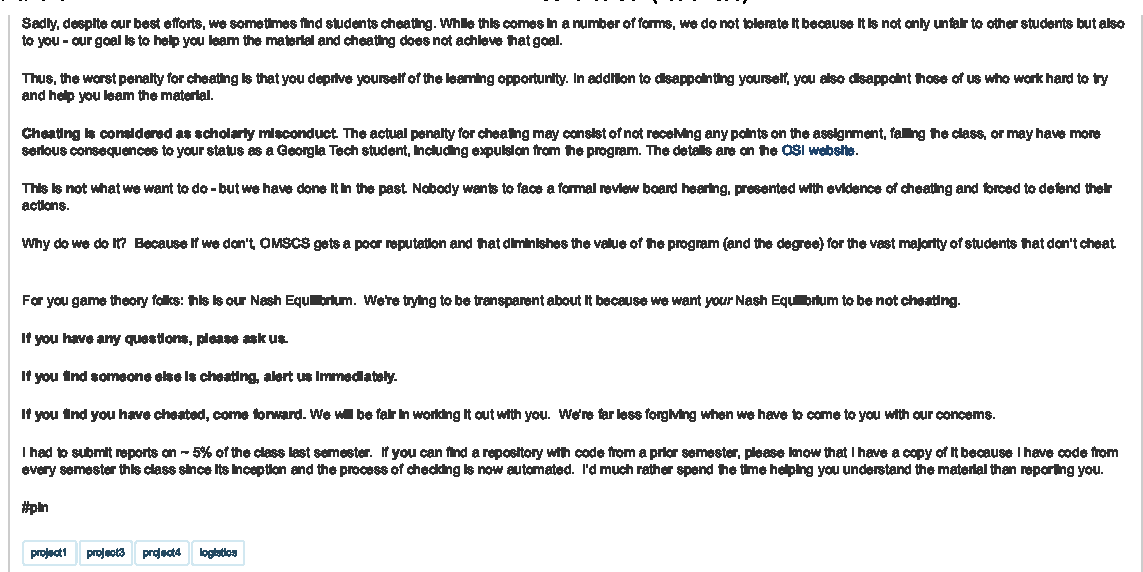 Sadly, despite our best efforts, we sometimes find students cheating. While this comes in a number of forms, we do not tolerate it because it is not only unfair to other students but also
to you - our goal is to help you learn the material and cheating does not achieve that goal.
Thus, the worst penalty for cheating is that you deprive yourself of the learning opportunity. In addition to disappointing yourself, you also disappoint those of us who work hard to try
and help you learn the material.
Cheating is considered as scholarly misconduct. The actual penalty for cheating may consist of not receiving any points on the assignment, failing the class, or may have more
serious consequences to your status as a Georgia Tech student, including expulsion from the program. The details are on the OSI website.
This is not what we want to do - but we have done it in the past. Nobody wants to face a formal review board hearing, presented with evidence of cheating and forced to defend their
actions.
Why do we do it? Because if we don't, OMSCS gets a poor reputation and that diminishes the value of the program (and the degree) for the vast majority of students that don't cheat.
For you game theory folks: this is our Nash Equilibrium. We're trying to be transparent about it because we want your Nash Equilibrium to be not cheating.
If you have any questions, please ask us.
If you find someone else is cheating, alert us immediately.
If you find you have cheated, come forward. We will be fair in working it out with you. We're far less forgiving when we have to come to you with our concerns.
I had to submit reports on ~ 5% of the class last semester. If you can find a repository with code from a prior semester, please know that I have a copy of it because I have code from
every semester this class since its inception and the process of checking is now automated. I'd much rather spend the time helping you understand the material than reporting you.
#pin
project1 project3 project4 logistics